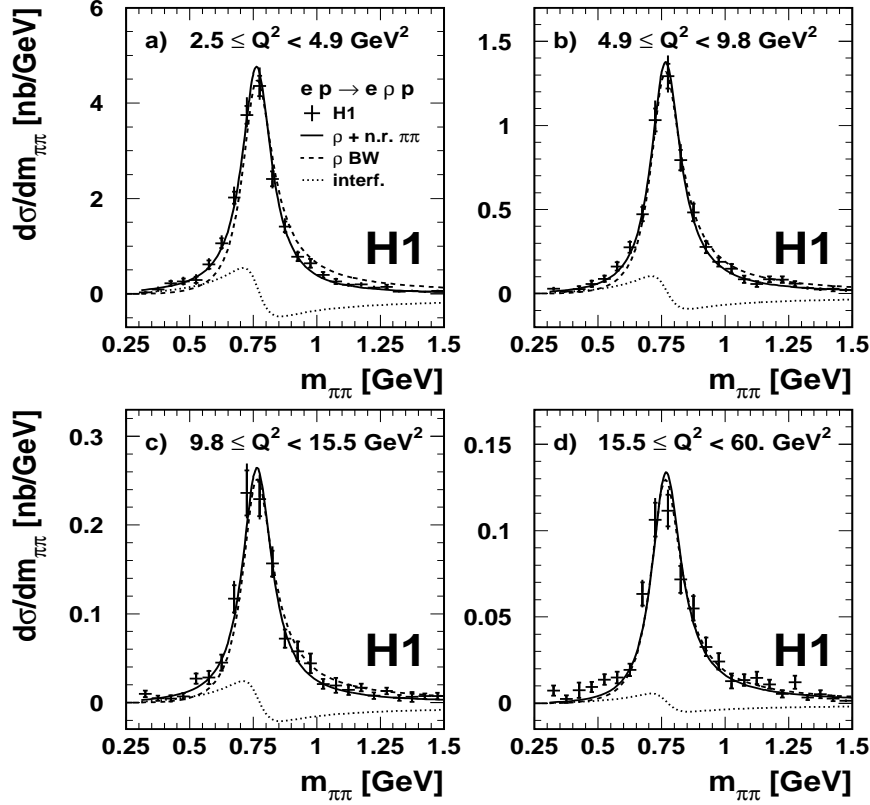 dσ/dm_ππ [nb/GeV]
a) 2.5 ≤ Q² < 4.9 GeV²
e p → e ρ p
H1
ρ + n.r. ππ
ρ BW
interf.
H1
6
4
2
0
0.25 0.5 0.75 1 1.25 1.5
m_ππ [GeV]
b) 4.9 ≤ Q² < 9.8 GeV²
H1
1.5
1
0.5
0
0.25 0.5 0.75 1 1.25 1.5
m_ππ [GeV]
dσ/dm_ππ [nb/GeV]
c) 9.8 ≤ Q² < 15.5 GeV²
H1
0.3
0.2
0.1
0
0.25 0.5 0.75 1 1.25 1.5
m_ππ [GeV]
d) 15.5 ≤ Q² < 60. GeV²
H1
0.15
0.1
0.05
0
0.25 0.5 0.75 1 1.25 1.5
m_ππ [GeV]